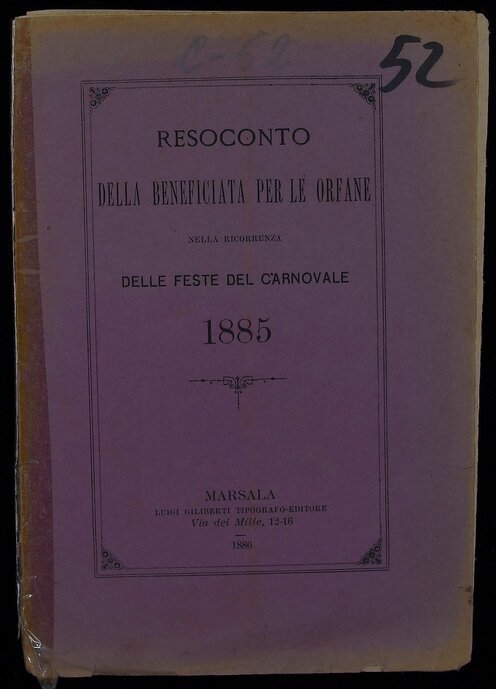 52
RESOCONTO
DELLA BENEFICIATA PER LE ORFANE
NELLA RICORRENZA
DELLE FESTE DEL CARNOVALE
1885
MARSALA
LUIGI GILIBERTI TIPOGRAFO-EDITORE
Via dei Mille, 12-16
1886